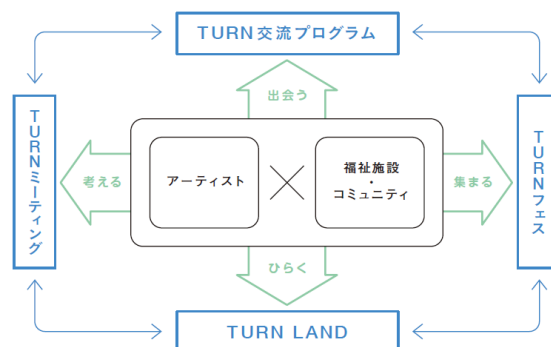 TURN交流プログラム
出会う
TURNミーティング
考える
アーティスト
福祉施設
・
コミュニティ
集まる
TURNフェス
ひらく
TURN LAND